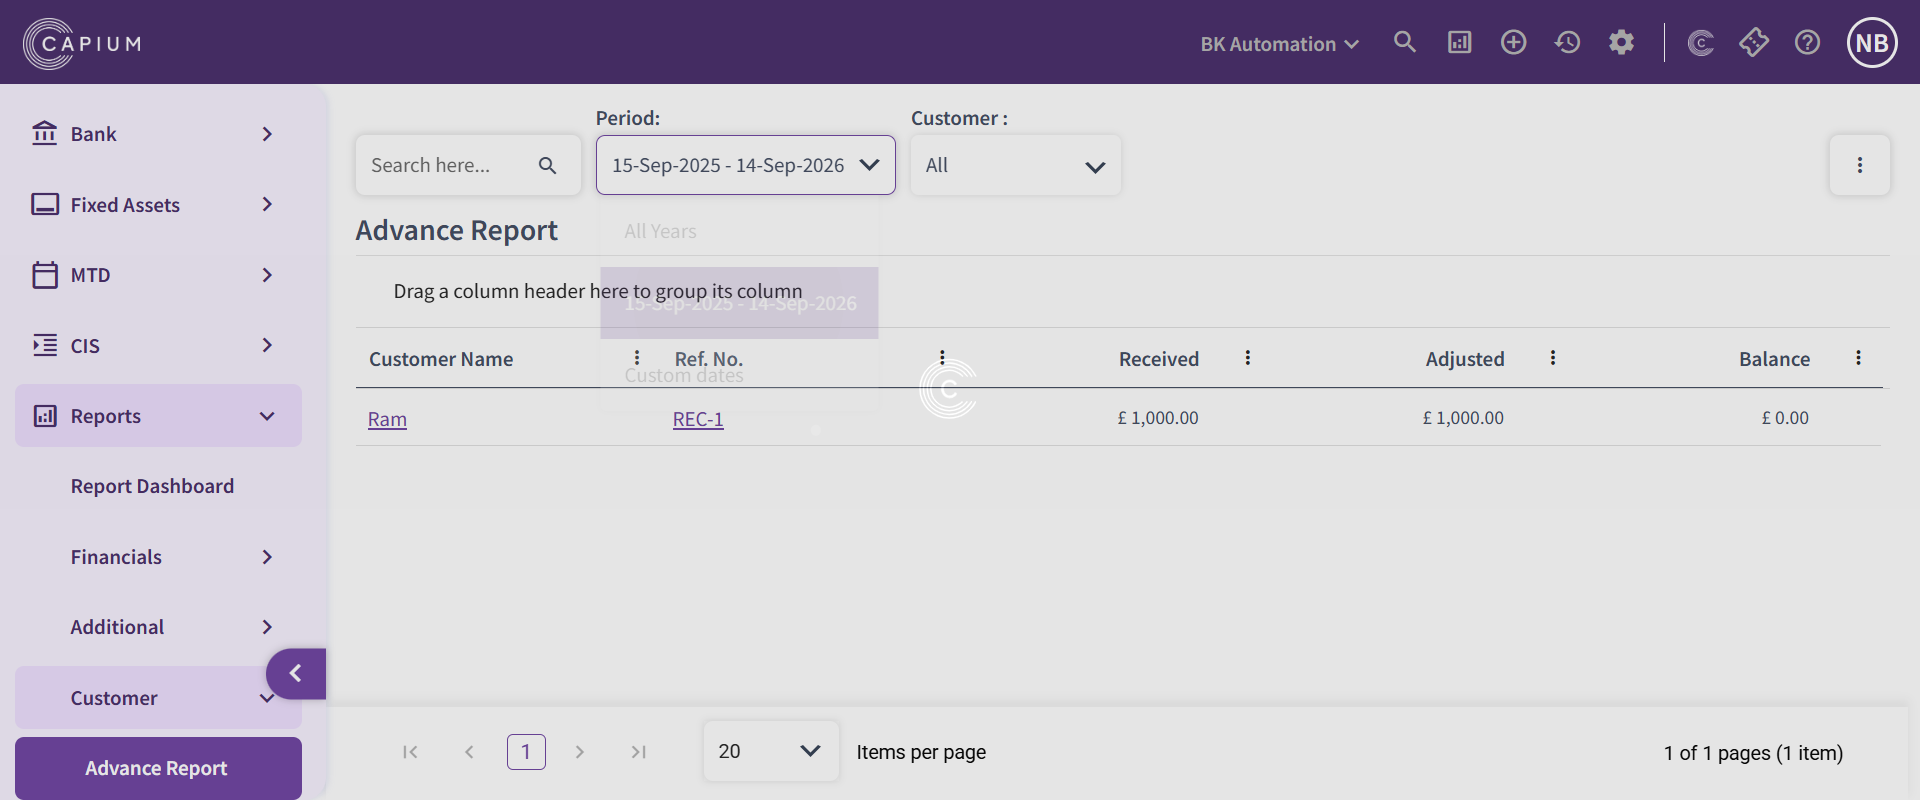 CAPIUM
BK Automation
NB
Bank
Fixed Assets
MTD
CIS
Reports
Report Dashboard
Financials
Additional
Customer
Advance Report
Period:
Customer :
Search here...
15-Sep-2025 - 14-Sep-2026
All
Advance Report
All Years
Drag a column header here to group its column
15-Sep-2025 - 14-Sep-2026
Customer Name
Ref. No.
Received
Adjusted
Balance
Custom dates
Ram
REC-1
£ 1,000.00
£ 1,000.00
£ 0.00
1
20
Items per page
1 of 1 pages (1 item)